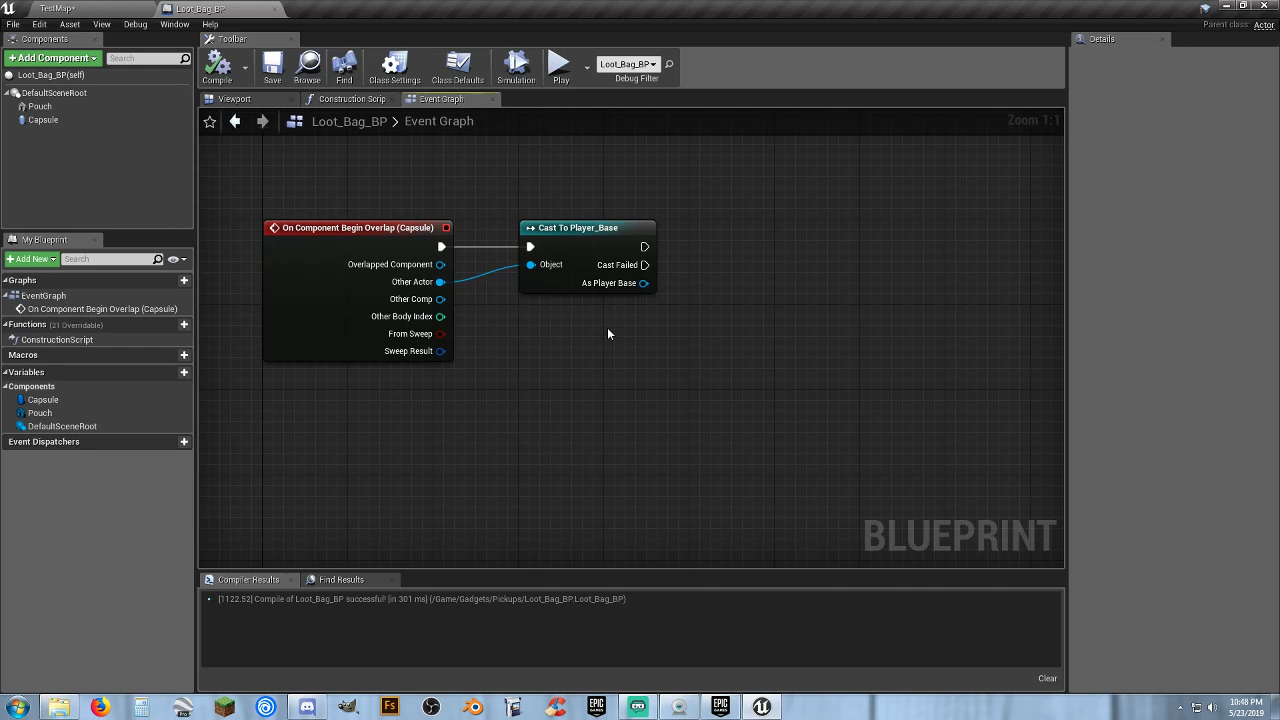 TestMap*
Loot_Bag_BP
File Edit Asset View Debug Window Help
Parent class: Actor
Components
Toolbar
Details
+ Add Component
Search
Loot_Bag_BP(self)
DefaultSceneRoot
Pouch
Capsule
Compile
Save
Browse
Find
Class Settings
Class Defaults
Simulation
Play
Loot_Bag_BP
Debug Filter
Viewport
Construction Scrip
Event Graph
Loot_Bag_BP > Event Graph
Zoom 1:1
On Component Begin Overlap (Capsule)
Overlapped Component
Other Actor
Other Comp
Other Body Index
From Sweep
Sweep Result
Cast To Player_Base
Object
Cast Failed
As Player Base
BLUEPRINT
My Blueprint
+ Add New
Search
Graphs
EventGraph
On Component Begin Overlap (Capsule)
Functions (21 Overridable)
ConstructionScript
Macros
Variables
Components
Capsule
Pouch
DefaultSceneRoot
Event Dispatchers
Compiler Results
Find Results
[1122.52] Compile of Loot_Bag_BP successful! [in 301 ms] (/Game/Gadgets/Pickups/Loot_Bag_BP.Loot_Bag_BP)
Clear
Pro
Fs
EPIC GAMES
EPIC GAMES
10:48 PM
5/23/2019